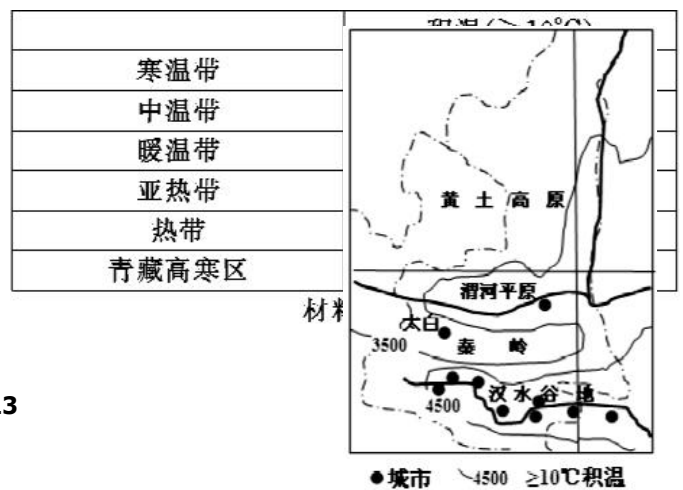 积温(≥10℃)
寒温带
中温带
暖温带
亚热带
热带
青藏高寒区
材料
黄土高原
渭河平原
太白
3500
秦岭
汉水谷地
4500
13
●城市 4500 ≥10℃积温